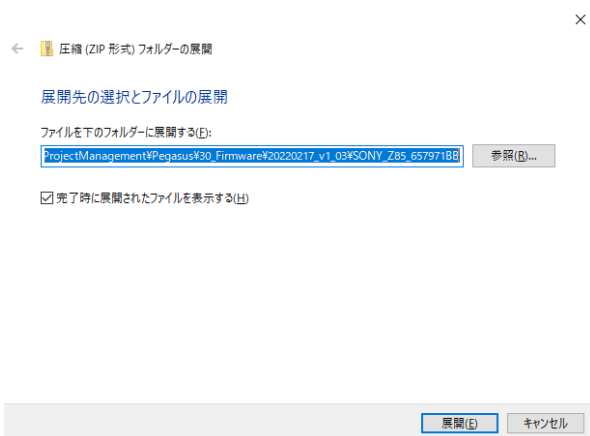 圧縮 (ZIP 形式) フォルダーの展開
展開先の選択とファイルの展開
ファイルを下のフォルダーに展開する(F):
ProjectManagement¥Pegasus¥30_Firmware¥20220217_v1_03¥SONY_Z85_657971BB 参照(R)...
完了時に展開されたファイルを表示する(H)
展開(E) キャンセル